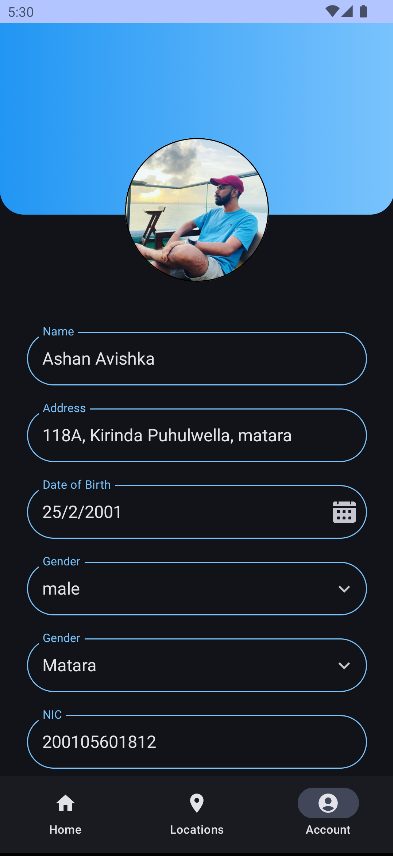 5:30
Name
Ashan Avishka
Address
118A, Kirinda Puhulwella, matara
Date of Birth
25/2/2001
Gender
male
Gender
Matara
NIC
200105601812
Home Locations Account